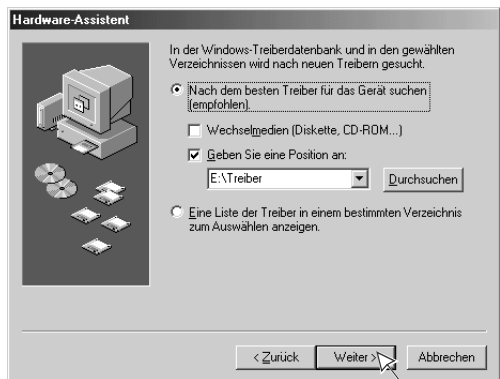 Hardware-Assistent
In der Windows-Treiberdatenbank und in den gewählten
Verzeichnissen wird nach neuen Treibern gesucht.
Nach dem besten Treiber für das Gerät suchen
(empfohlen).
Wechselmedien (Diskette, CD-ROM...)
Geben Sie eine Position an:
E:\Treiber
Durchsuchen
Eine Liste der Treiber in einem bestimmten Verzeichnis
zum Auswählen anzeigen.
< Zurück Weiter > Abbrechen